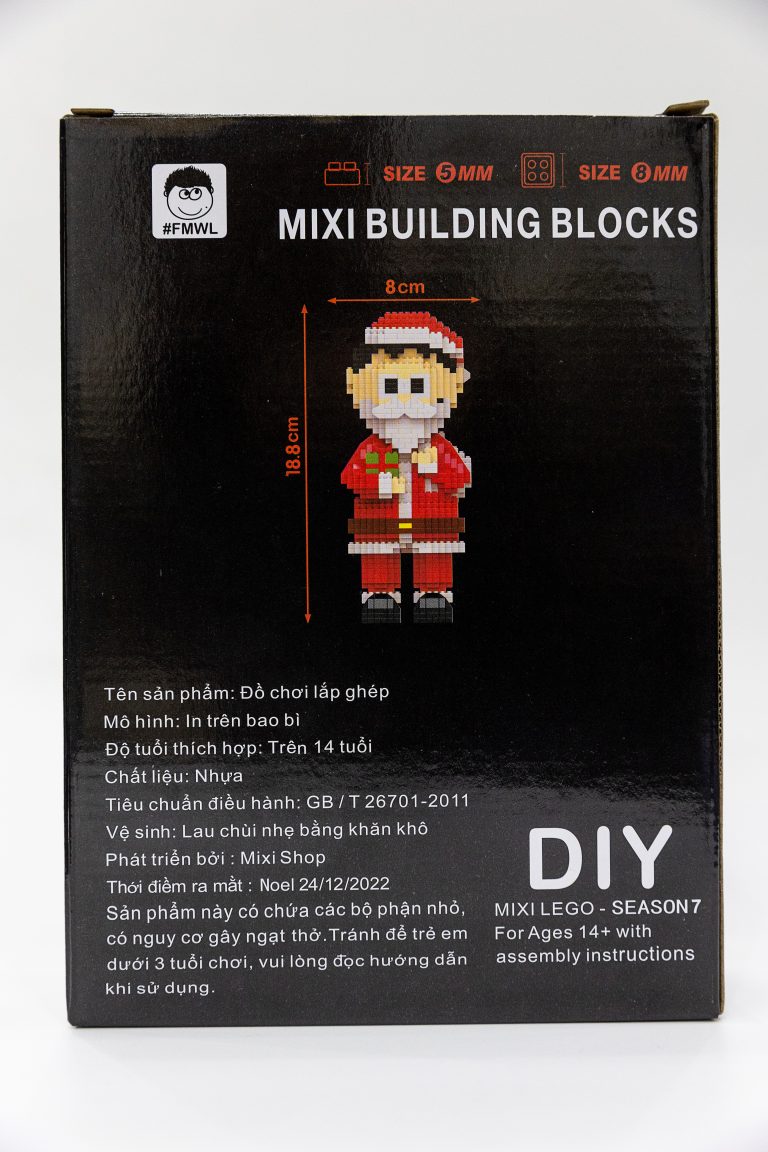 #FMWL
SIZE 5MM SIZE 8MM
MIXI BUILDING BLOCKS
8cm
18.8cm
Tên sản phẩm: Đồ chơi lắp ghép
Mô hình: In trên bao bì
Độ tuổi thích hợp: Trên 14 tuổi
Chất liệu: Nhựa
Tiêu chuẩn điều hành: GB / T 26701-2011
Vệ sinh: Lau chùi nhẹ bằng khăn khô
Phát triển bởi : Mixi Shop
Thới điềm ra mắt : Noel 24/12/2022
Sản phẩm này có chứa các bộ phận nhỏ,
có nguy cơ gây ngạt thở.Tránh để trẻ em
dưới 3 tuổi chơi, vui lòng đọc hướng dẫn
khi sử dụng.
DIY
MIXI LEGO - SEASON 7
For Ages 14+ with
assembly instructions